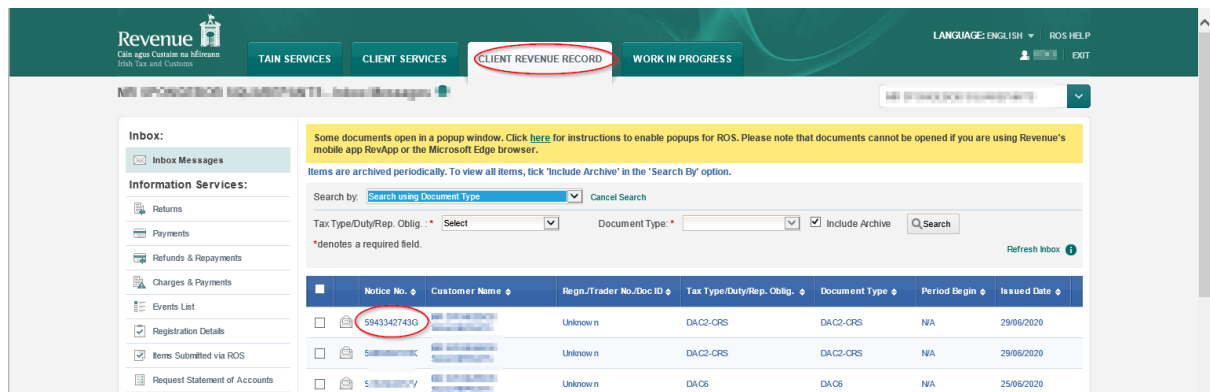 LANGUAGE: ENGLISH ROS HELP
Revenue
Cáin agus Custaim na hÉireann
Irish Tax and Customs
TAIN SERVICES CLIENT SERVICES CLIENT REVENUE RECORD WORK IN PROGRESS
EXIT
Inbox Messages
Inbox:
Inbox Messages
Information Services:
Returns
Payments
Refunds & Repayments
Charges & Payments
Events List
Registration Details
Items Submitted via ROS
Request Statement of Accounts
Some documents open in a popup window. Click here for instructions to enable popups for ROS. Please note that documents cannot be opened if you are using Revenue's
mobile app RevApp or the Microsoft Edge browser.
Items are archived periodically. To view all items, tick 'Include Archive' in the 'Search By' option.
Search by: Search using Document Type Cancel Search
Tax Type/Duty/Rep. Oblig. :* Select Document Type: * Include Archive Search
*denotes a required field.
Refresh Inbox
Notice No. Customer Name Regn./Trader No./Doc ID Tax Type/Duty/Rep. Oblig. Document Type Period Begin Issued Date
5943342743G Unknown DAC2-CRS DAC2-CRS N/A 29/06/2020
Unknown DAC2-CRS DAC2-CRS N/A 29/06/2020
Unknown DAC6 DAC6 N/A 25/06/2020